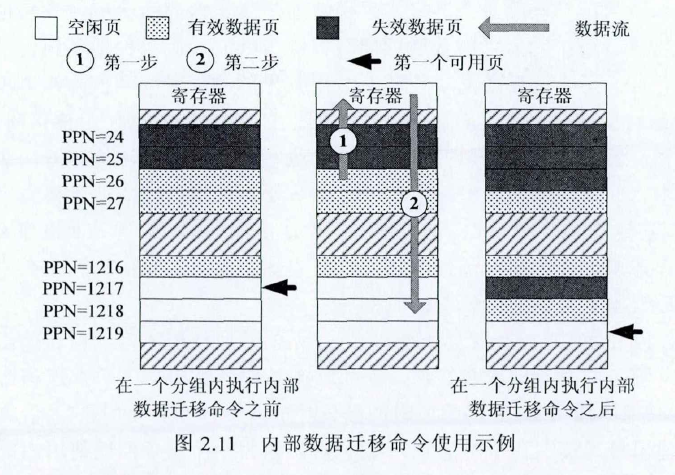 空闲页 有效数据页 失效数据页 数据流
1 第一步 2 第二步 第一个可用页
寄存器 寄存器 寄存器
PPN=24
PPN=25
PPN=26
PPN=27
1
2
PPN=1216
PPN=1217
PPN=1218
PPN=1219
在一个分组内执行内部
数据迁移命令之前
在一个分组内执行内部
数据迁移命令之后
图 2.11 内部数据迁移命令使用示例